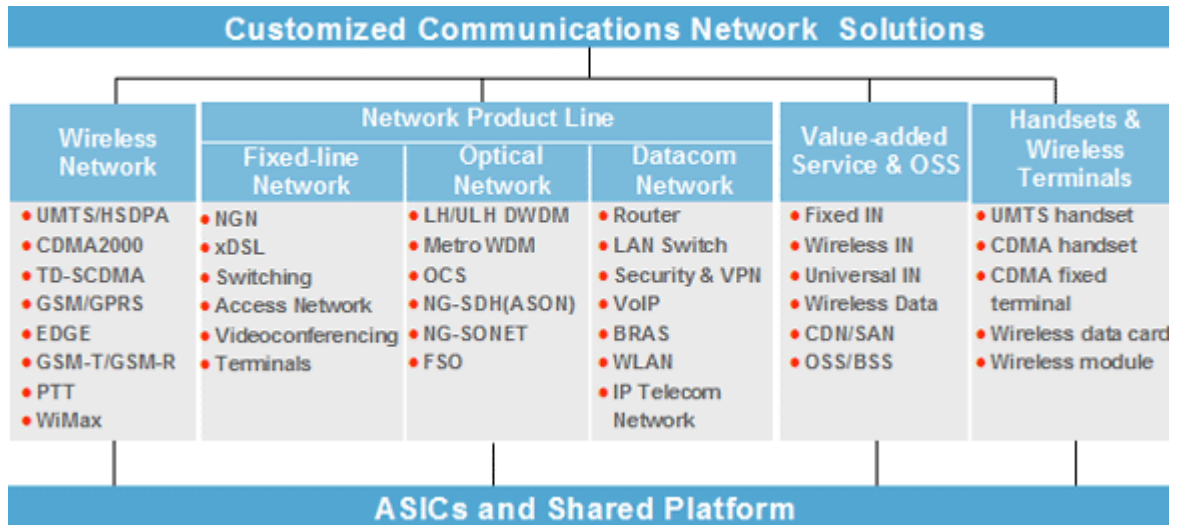 Customized Communications Network Solutions
Wireless
Network
UMTS/HSDPA
CDMA2000
TD-SCDMA
GSM/GPRS
EDGE
GSM-T/GSM-R
PTT
WiMax
Network Product Line
Fixed-line
Network
NGN
xDSL
Switching
Access Network
Videoconferencing
Terminals
Optical
Network
LH/ULH DWDM
Metro WDM
OCS
NG-SDH(ASON)
NG-SONET
FSO
Datacom
Network
Router
LAN Switch
Security & VPN
VoIP
BRAS
WLAN
IP Telecom
Network
Value-added
Service & OSS
Fixed IN
Wireless IN
Universal IN
Wireless Data
CDN/SAN
OSS/BSS
Handsets &
Wireless
Terminals
UMTS handset
CDMA handset
CDMA fixed
terminal
Wireless data card
Wireless module
ASICs and Shared Platform